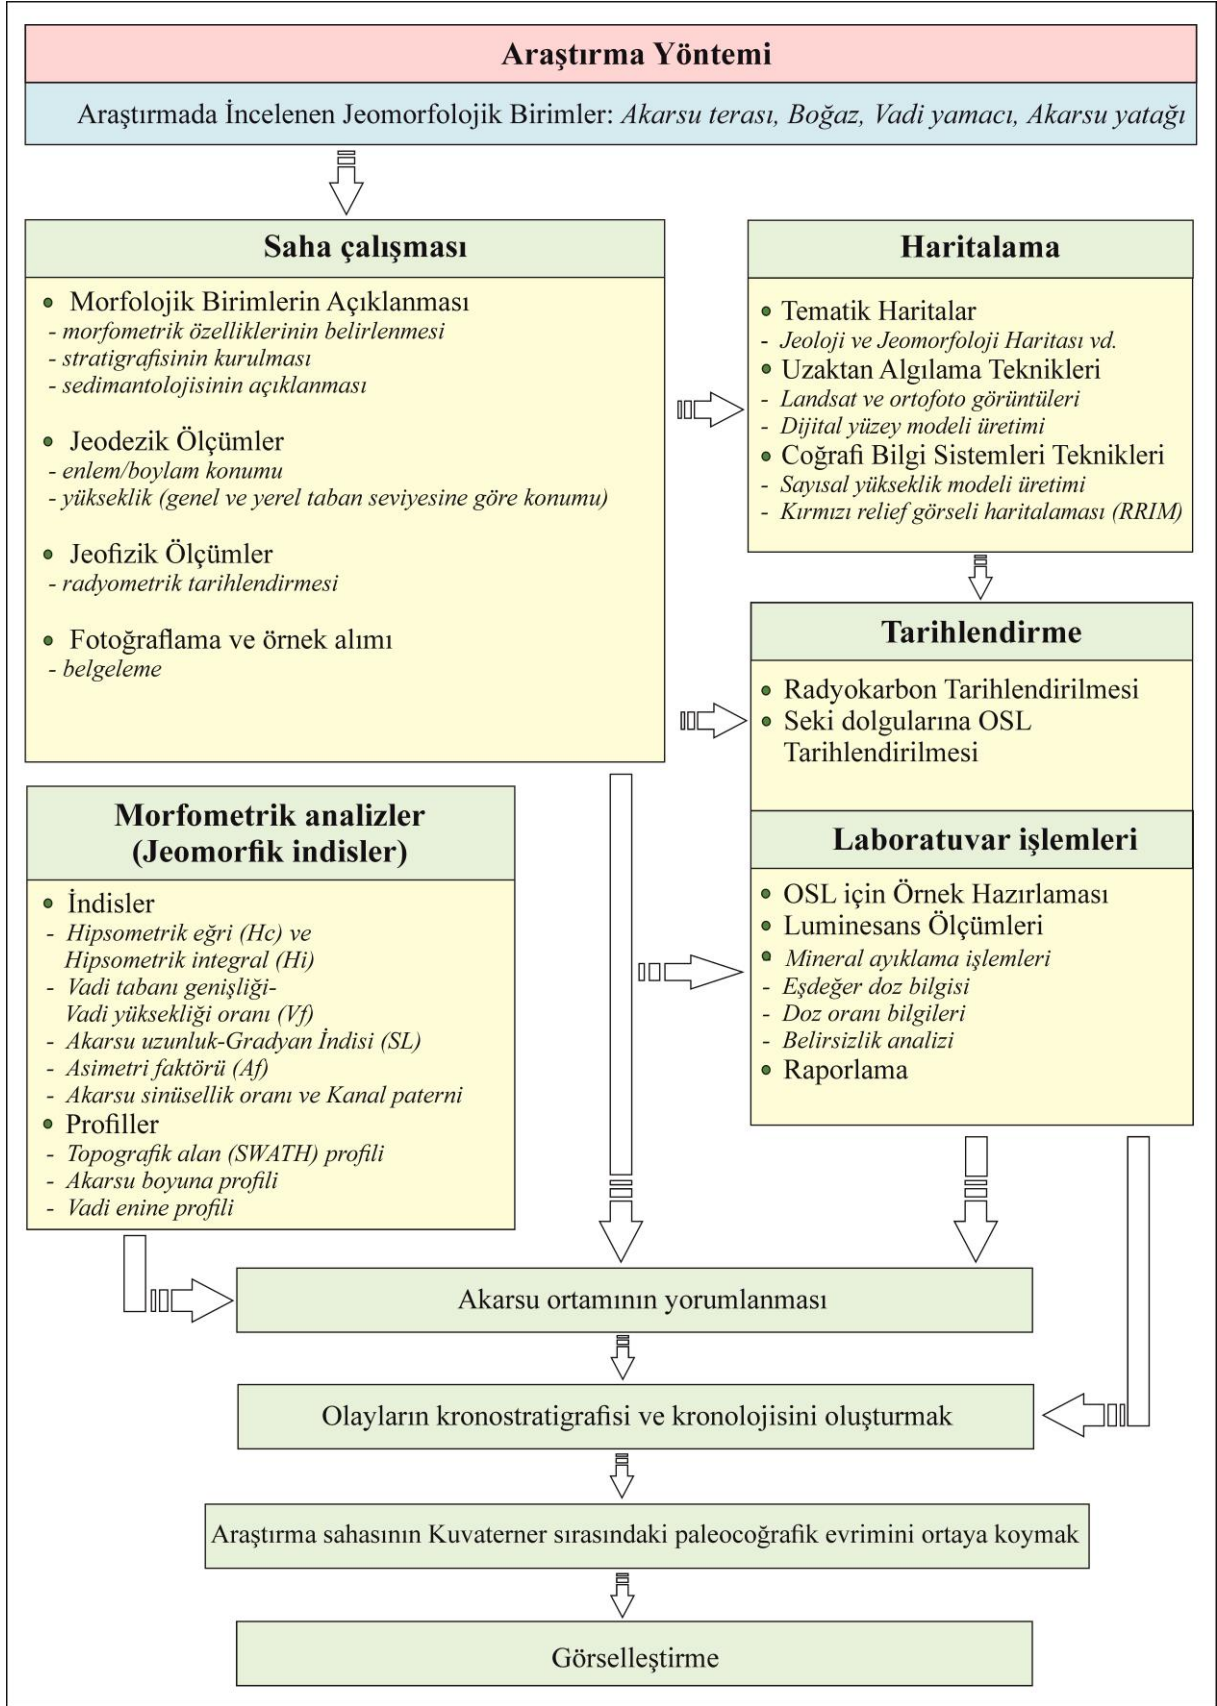 Araştırma Yöntemi
Araştırmada İncelenen Jeomorfolojik Birimler: Akarsu terası, Boğaz, Vadi yamacı, Akarsu yatağı
Saha çalışması
• Morfolojik Birimlerin Açıklanması
- morfometrik özelliklerinin belirlenmesi
- stratigrafisinin kurulması
- sedimantolojisinin açıklanması
• Jeodezik Ölçümler
- enlem/boylam konumu
- yükseklik (genel ve yerel taban seviyesine göre konumu)
• Jeofizik Ölçümler
- radyometrik tarihlendirmesi
• Fotoğraflama ve örnek alımı
- belgeleme
Haritalama
• Tematik Haritalar
- Jeoloji ve Jeomorfoloji Haritası vd.
• Uzaktan Algılama Teknikleri
- Landsat ve ortofoto görüntüleri
- Dijital yüzey modeli üretimi
• Coğrafi Bilgi Sistemleri Teknikleri
- Sayısal yükseklik modeli üretimi
- Kırmızı relief görseli haritalaması (RRIM)
Tarihlendirme
• Radyokarbon Tarihlendirilmesi
• Seki dolgularına OSL
Tarihlendirilmesi
Morfometrik analizler
(Jeomorfik indisler)
• İndisler
- Hipsometrik eğri (Hc) ve
Hipsometrik integral (Hi)
- Vadi tabanı genişliği-
Vadi yüksekliği oranı (Vf)
- Akarsu uzunluk-Gradyan İndisi (SL)
- Asimetri faktörü (Af)
- Akarsu sinüsellik oranı ve Kanal paterni
• Profiller
- Topografik alan (SWATH) profili
- Akarsu boyuna profili
- Vadi enine profili
Laboratuvar işlemleri
• OSL için Örnek Hazırlaması
• Luminesans Ölçümleri
• Mineral ayıklama işlemleri
- Eşdeğer doz bilgisi
- Doz oranı bilgileri
- Belirsizlik analizi
• Raporlama
Akarsu ortamının yorumlanması
Olayların kronostratigrafisi ve kronolojisini oluşturmak
Araştırma sahasının Kuvaterner sırasındaki paleocoğrafik evrimini ortaya koymak
Görselleştirme